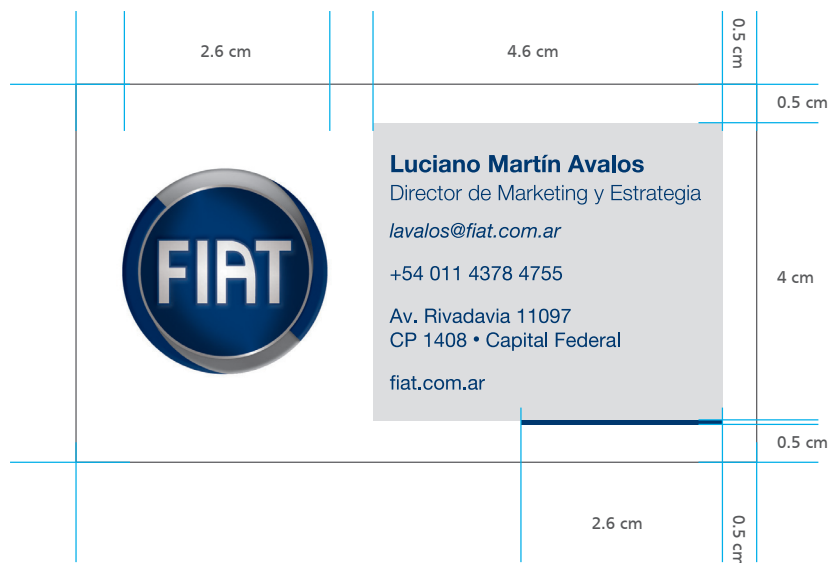 2.6 cm
4.6 cm
0.5 cm
0.5 cm
FIAT
Luciano Martín Avalos
Director de Marketing y Estrategia
lavalos@fiat.com.ar
+54 011 4378 4755
Av. Rivadavia 11097
CP 1408 • Capital Federal
fiat.com.ar
4 cm
0.5 cm
2.6 cm
0.5 cm